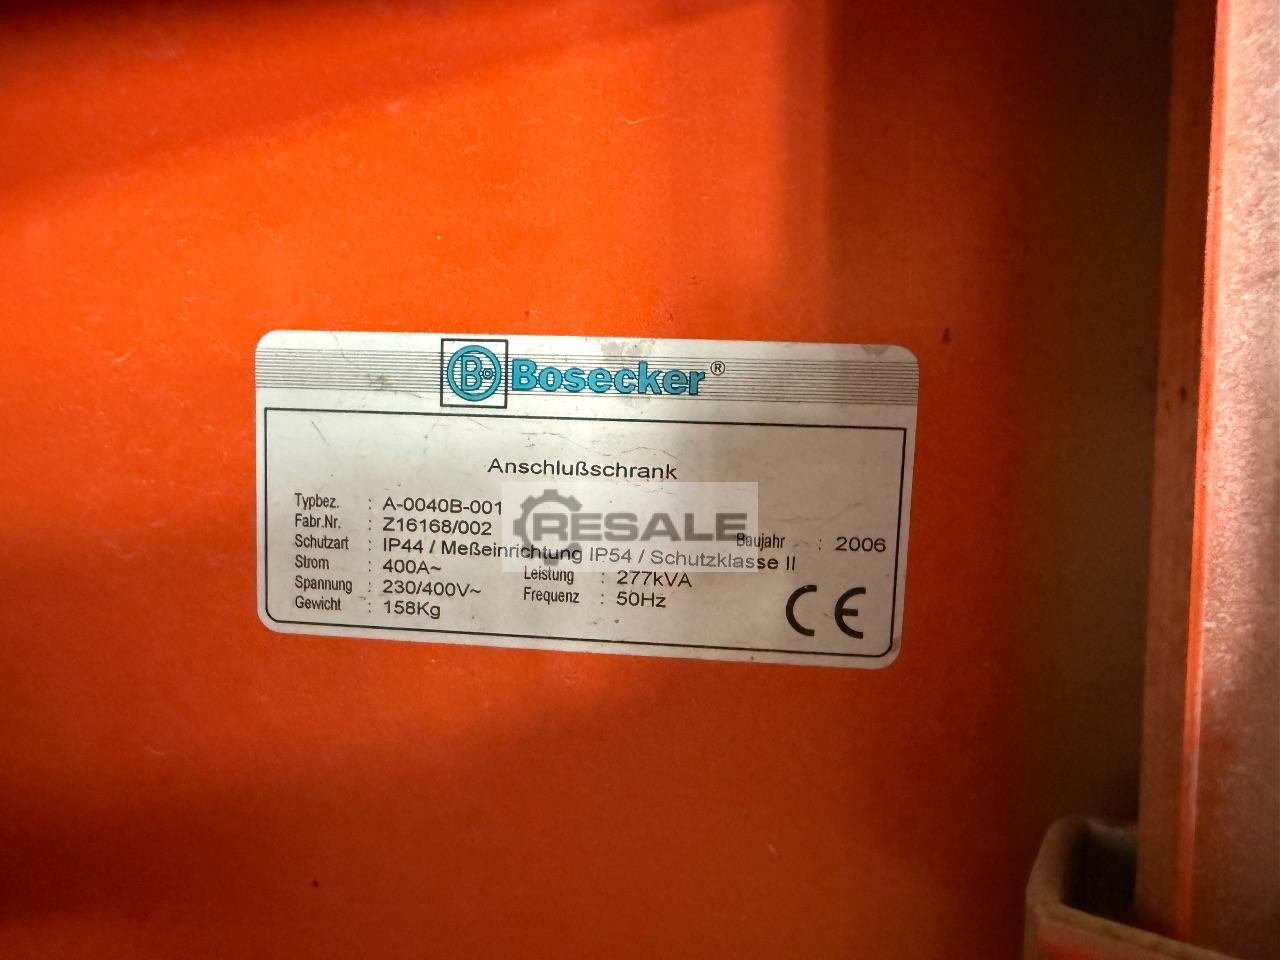 Bosecker®
Anschlußschrank
Typbez. : A-0040B-001
Fabr.Nr. : Z16168/002 Baujahr : 2006
Schutzart : IP44 / Meßeinrichtung IP54 / Schutzklasse II
Strom : 400A~ Leistung : 277kVA
Spannung : 230/400V~ Frequenz : 50Hz
Gewicht : 158Kg
CE
RESALE